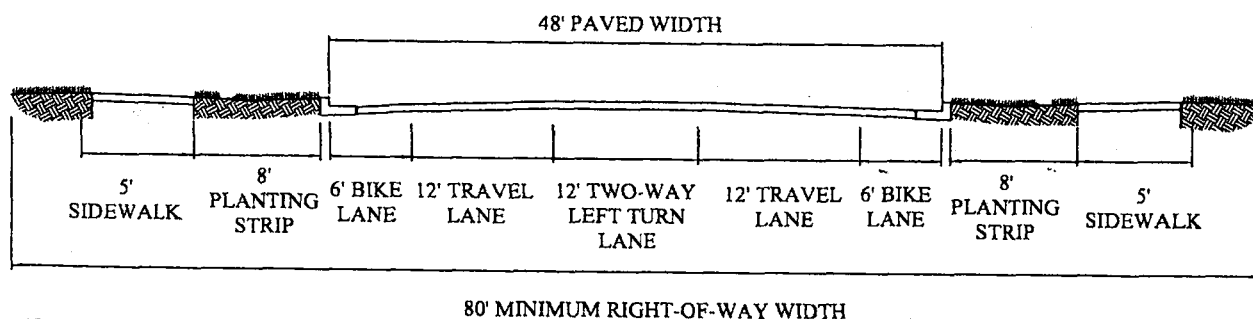 48' PAVED WIDTH
5'
SIDEWALK
8'
PLANTING
STRIP
6' BIKE
LANE
12' TRAVEL
LANE
12' TWO-WAY
LEFT TURN
LANE
12' TRAVEL
LANE
6' BIKE
LANE
8'
PLANTING
STRIP
5'
SIDEWALK
80' MINIMUM RIGHT-OF-WAY WIDTH